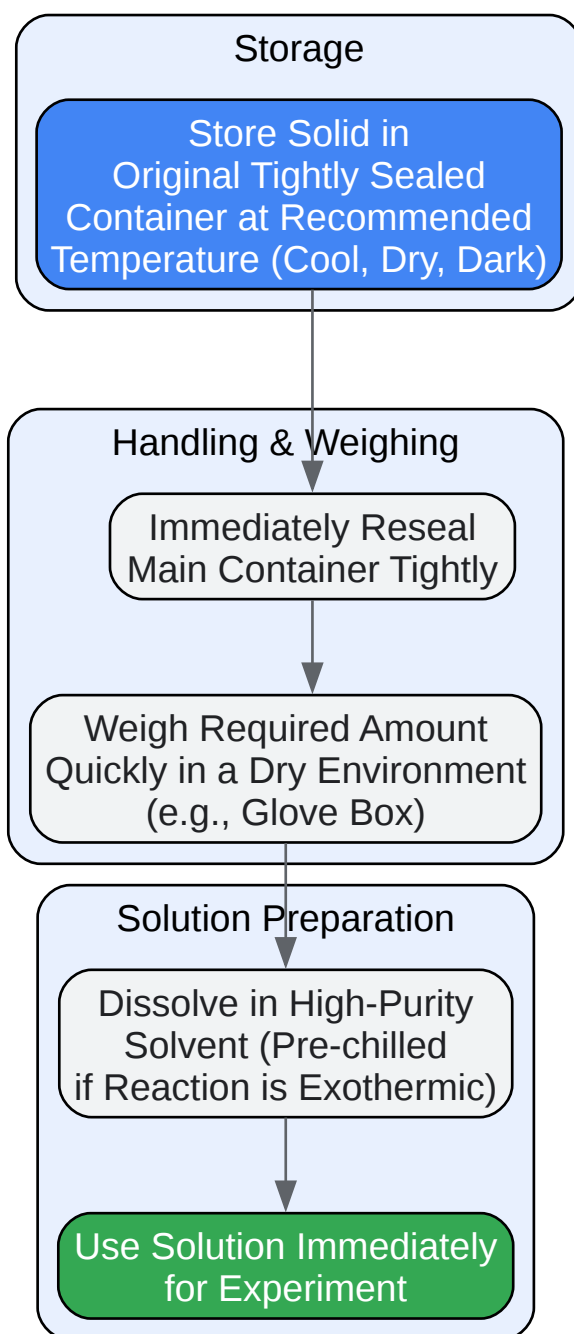 Storage
Store Solid in
Original Tightly Sealed
Container at Recommended
Temperature (Cool, Dry, Dark)
Handling & Weighing
Immediately Reseal
Main Container Tightly
Weigh Required Amount
Quickly in a Dry Environment
(e.g., Glove Box)
Solution Preparation
Dissolve in High-Purity
Solvent (Pre-chilled
if Reaction is Exothermic)
Use Solution Immediately
for Experiment